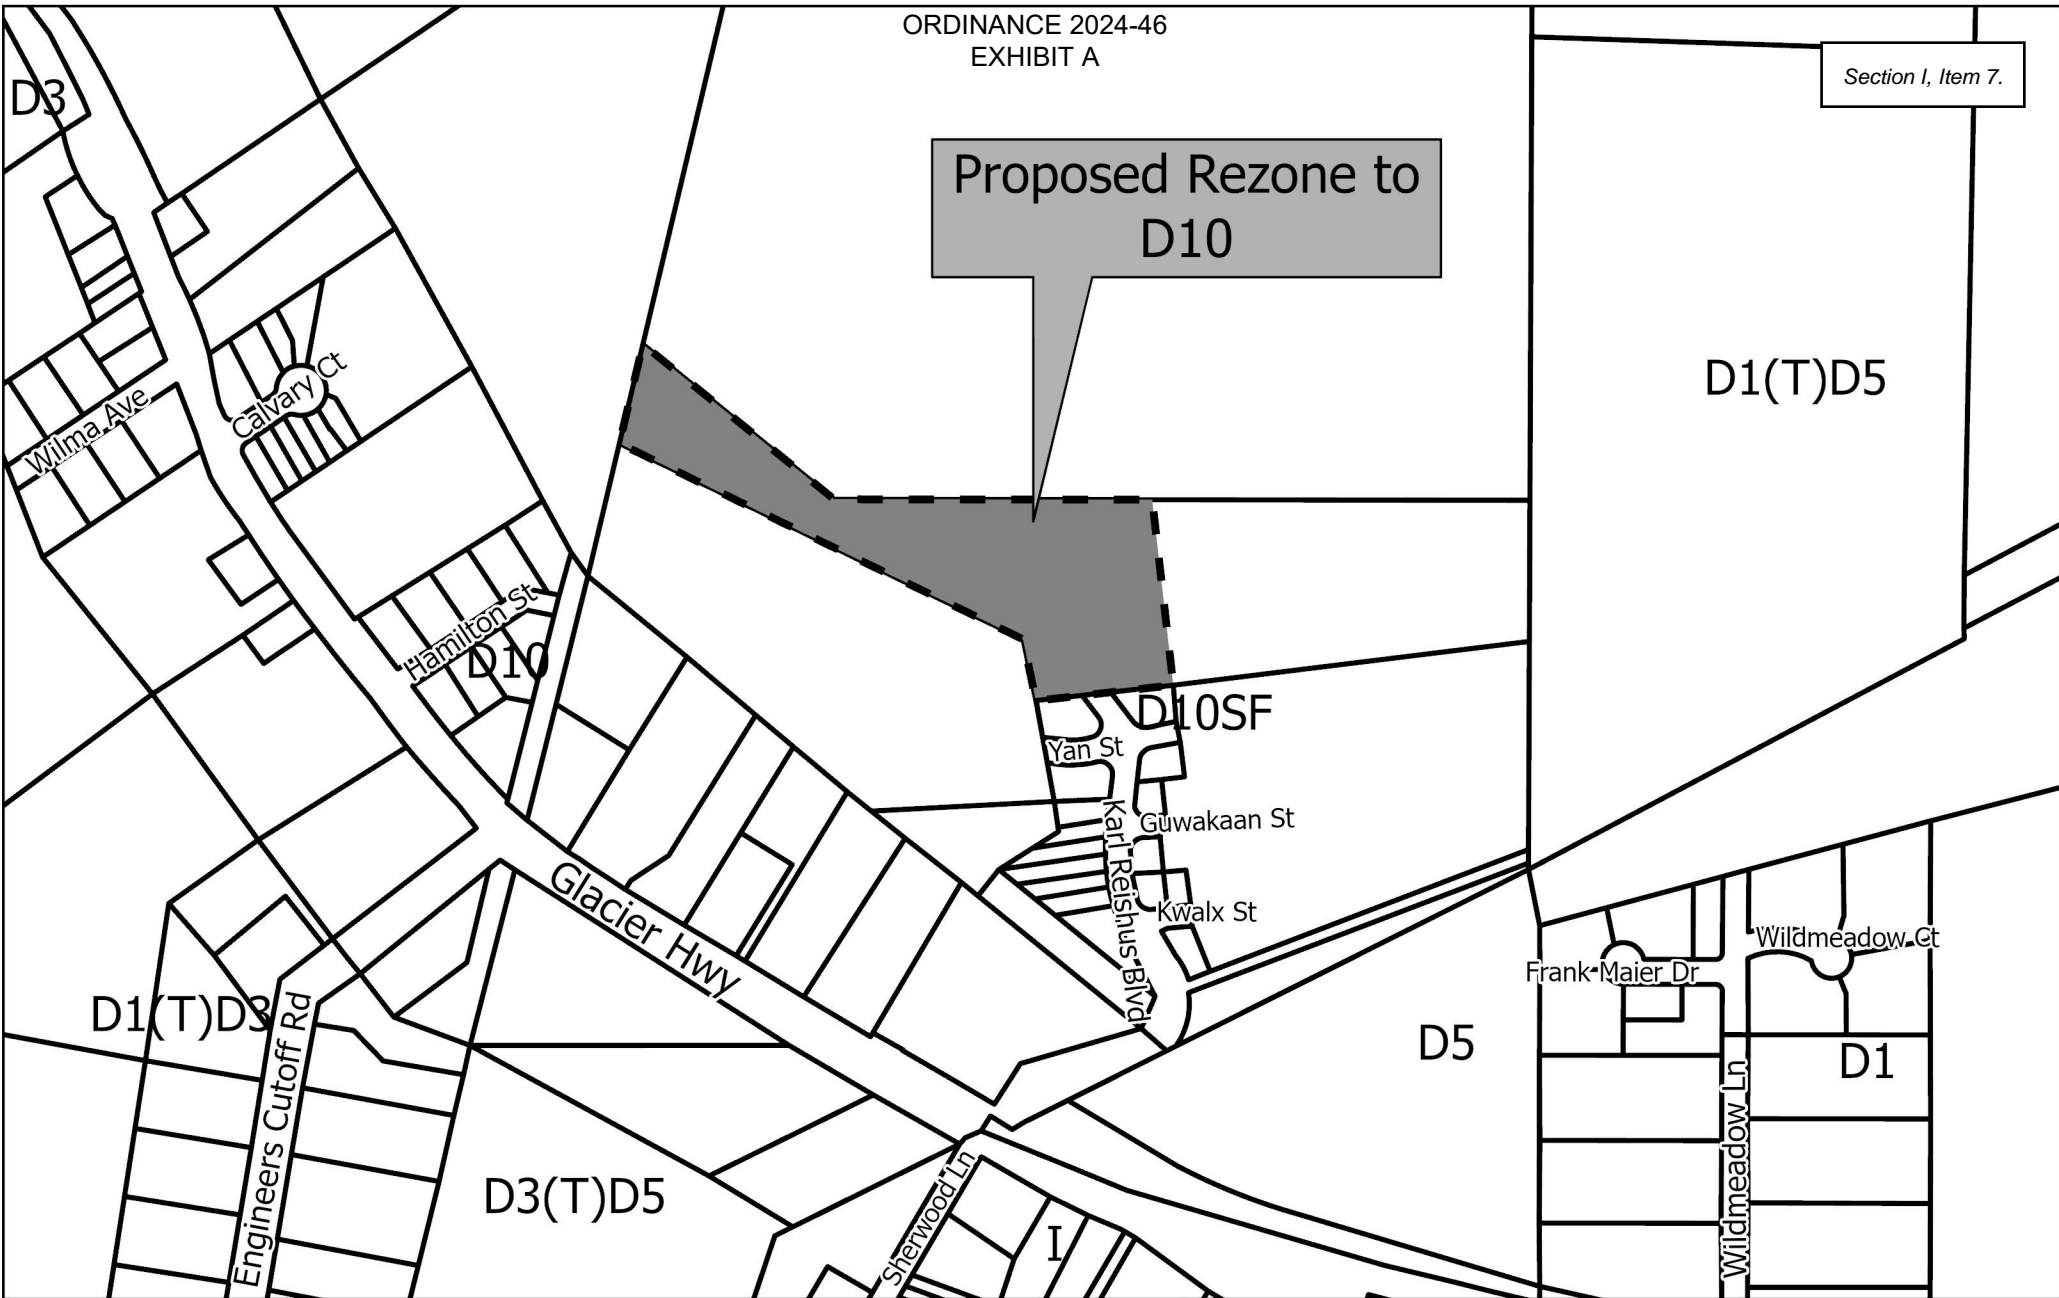 ORDINANCE 2024-46
EXHIBIT A
Section I, Item 7.
D3
Proposed Rezone to
D10
D1(T)D5
Calvary Ct
Wilma Ave
Hamilton St
D10
D10SF
Yan St
Guwakaan St
Karl Reishus Blvd
Kwalx St
Glacier Hwy
Wildmeadow Ct
Frank Maier Dr
D1(T)D3
Engineers Cutoff Rd
D5
D1
Wildmeadow Ln
D3(T)D5
Sherwood Ln
I